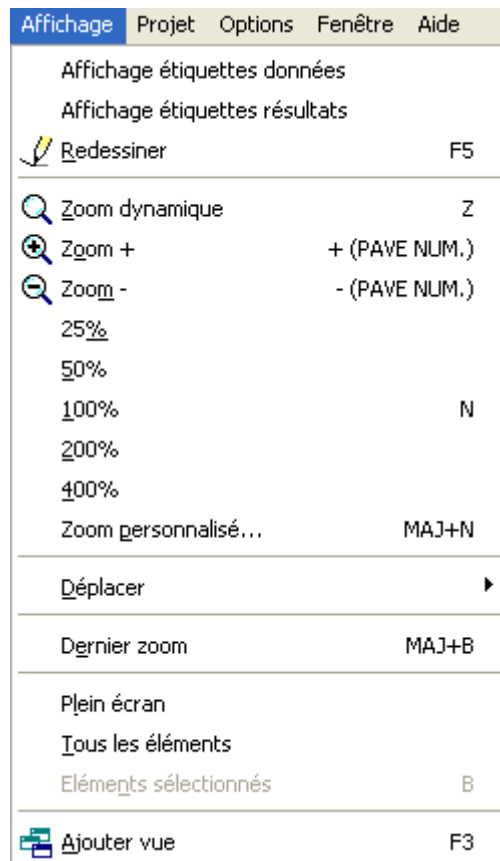 Affichage Projet Options Fenêtre Aide
Affichage étiquettes données
Affichage étiquettes résultats
Redessiner F5
Zoom dynamique Z
Zoom + + (PAVE NUM.)
Zoom - - (PAVE NUM.)
25%
50%
100% N
200%
400%
Zoom personnalisé... MAJ+N
Déplacer
Dernier zoom MAJ+B
Plein écran
Tous les éléments
Eléments sélectionnés B
Ajouter vue F3